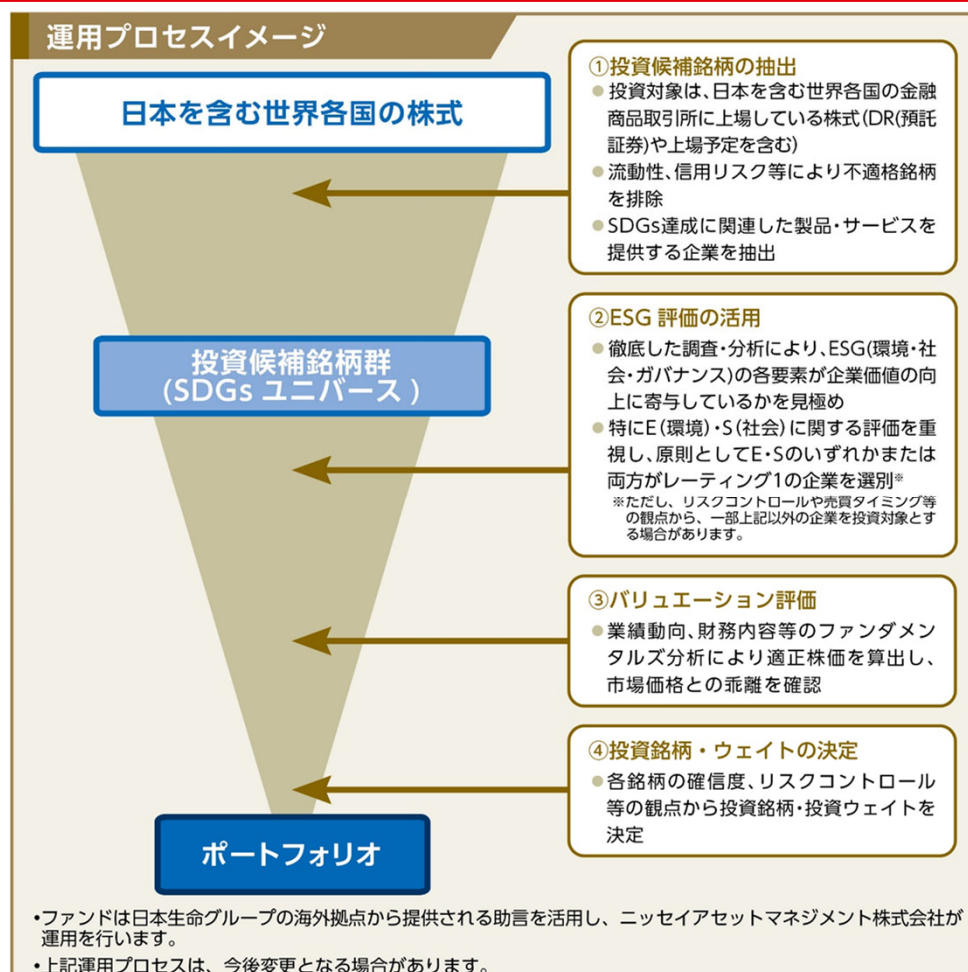 運用プロセスイメージ
日本を含む世界各国の株式
①投資候補銘柄の抽出
●投資対象は、日本を含む世界各国の金融
商品取引所に上場している株式(DR(預託
証券)や上場予定を含む)
●流動性、信用リスク等により不適格銘柄
を排除
●SDGs達成に関連した製品・サービスを
提供する企業を抽出
投資候補銘柄群
(SDGs ユニバース )
②ESG 評価の活用
●徹底した調査・分析により、ESG(環境・社
会・ガバナンス)の各要素が企業価値の向
上に寄与しているかを見極め
●特にE(環境)・S(社会)に関する評価を重
視し、原則としてE・Sのいずれかまたは
両方がレーティング1の企業を選別※
※ただし、リスクコントロールや売買タイミング等
の観点から、一部上記以外の企業を投資対象とす
る場合があります。
③バリュエーション評価
●業績動向、財務内容等のファンダメン
タルズ分析により適正株価を算出し、
市場価格との乖離を確認
④投資銘柄・ウェイトの決定
●各銘柄の確信度、リスクコントロール
等の観点から投資銘柄・投資ウェイトを
決定
ポートフォリオ
•ファンドは日本生命グループの海外拠点から提供される助言を活用し、ニッセイアセットマネジメント株式会社が
運用を行います。
•上記運用プロセスは、今後変更となる場合があります。